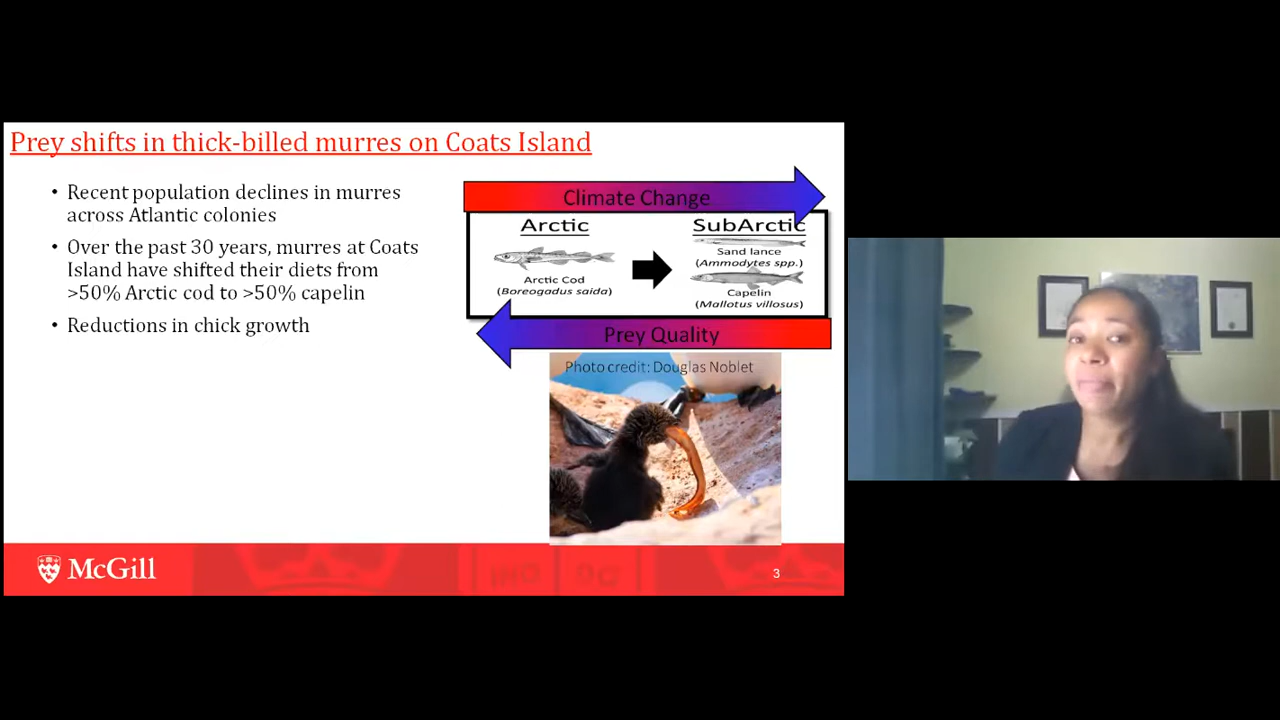 Prey shifts in thick-billed murres on Coats Island
• Recent population declines in murres
across Atlantic colonies
• Over the past 30 years, murres at Coats
Island have shifted their diets from
>50% Arctic cod to >50% capelin
• Reductions in chick growth
Climate Change
Arctic
Arctic Cod
(Boreogadus saida)
SubArctic
Sand lance
(Ammodytes spp.)
Capelin
(Mallotus villosus)
Prey Quality
Photo credit: Douglas Noblet
McGill
3